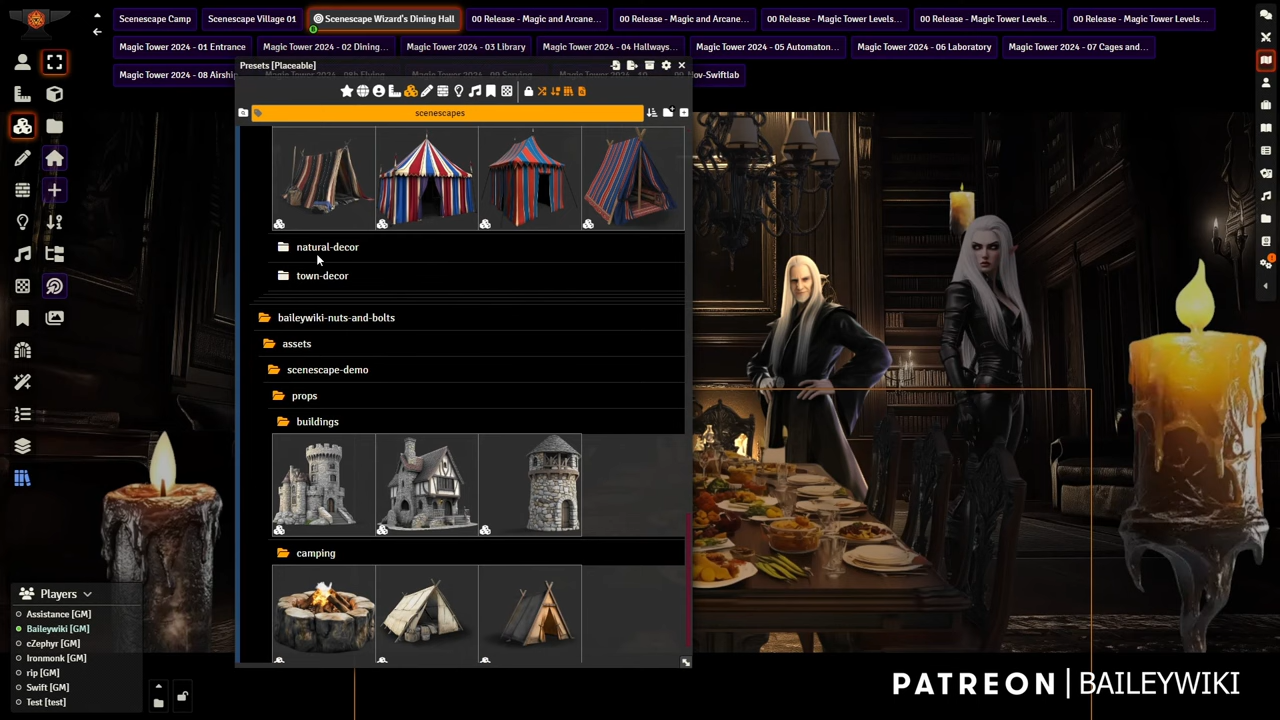 Scenescape Camp
Scenescape Village 01
Scenescape Wizard's Dining Hall
00 Release - Magic and Arcane...
00 Release - Magic and Arcane...
00 Release - Magic Tower Levels...
00 Release - Magic Tower Levels...
00 Release - Magic Tower Levels...
Magic Tower 2024 - 01 Entrance
Magic Tower 2024 - 02 Dining...
Magic Tower 2024 - 03 Library
Magic Tower 2024 - 04 Hallways...
Magic Tower 2024 - 05 Automaton...
Magic Tower 2024 - 06 Laboratory
Magic Tower 2024 - 07 Cages and...
Magic Tower 2024 - 08 Airship
Nov-Swiftlab
Presets [Placeable]
scenescapes
natural-decor
town-decor
baileywiki-nuts-and-bolts
assets
scenescape-demo
props
buildings
camping
Players
Assistance [GM]
Baileywiki [GM]
cZephyr [GM]
Ironmonk [GM]
rip [GM]
Swift [GM]
Test [test]
PATREON | BAILEYWIKI